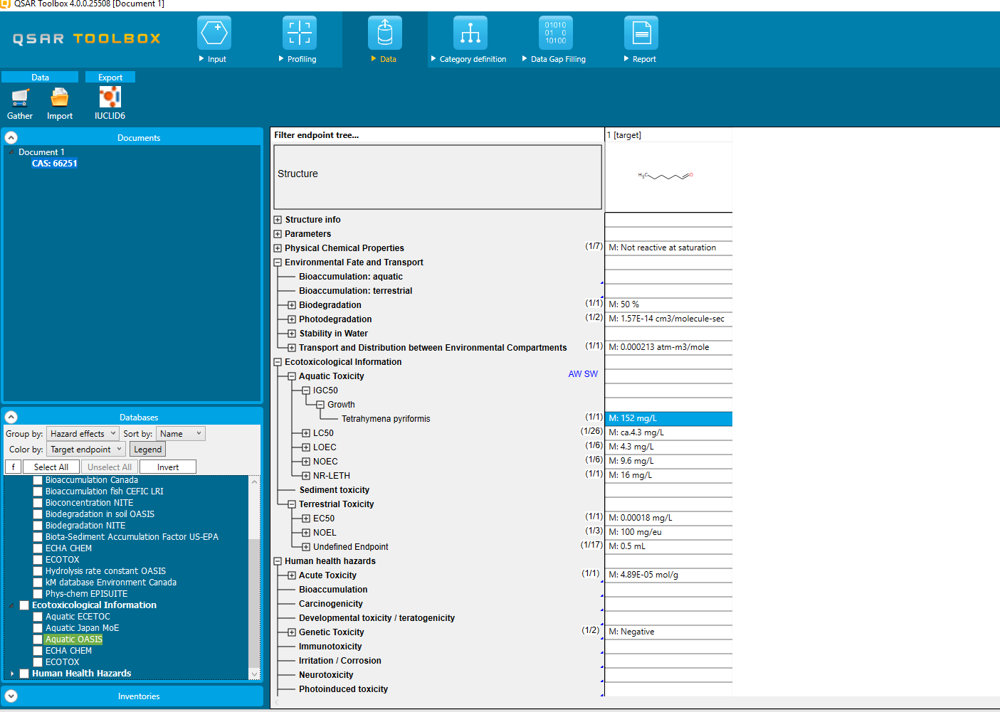 QSAR Toolbox 4.0.0.25508 [Document 1]
QSAR TOOLBOX
Input
Profiling
Data
Category definition
01010
01 0
10100
Data Gap Filling
Report
Data
Export
Gather
Import
IUCLID6
Documents
Document 1
CAS: 66251
Databases
Group by: Hazard effects Sort by: Name
Color by: Target endpoint Legend
f Select All Unselect All Invert
Bioaccumulation Canada
Bioaccumulation fish CEFIC LRI
Bioconcentration NITE
Biodegradation in soil OASIS
Biodegradation NITE
Biota-Sediment Accumulation Factor US-EPA
ECHA CHEM
ECOTOX
Hydrolysis rate constant OASIS
kM database Environment Canada
Phys-chem EPISUITE
Ecotoxicological Information
Aquatic ECETOC
Aquatic Japan MoE
Aquatic OASIS
ECHA CHEM
ECOTOX
Human Health Hazards
Inventories
Filter endpoint tree... 1 [target]
Structure
H3C O
Structure info
Parameters
Physical Chemical Properties (1/7) M: Not reactive at saturation
Environmental Fate and Transport
Bioaccumulation: aquatic
Bioaccumulation: terrestrial
Biodegradation (1/1) M: 50 %
Photodegradation (1/2) M: 1.57E-14 cm3/molecule-sec
Stability in Water
Transport and Distribution between Environmental Compartments (1/1) M: 0.000213 atm-m3/mole
Ecotoxicological Information
Aquatic Toxicity AW SW
IGC50
Growth
Tetrahymena pyriformis (1/1) M: 152 mg/L
LC50 (1/26) M: ca.4.3 mg/L
LOEC (1/6) M: 4.3 mg/L
NOEC (1/6) M: 9.6 mg/L
NR-LETH (1/1) M: 16 mg/L
Sediment toxicity
Terrestrial Toxicity
EC50 (1/1) M: 0.00018 mg/L
NOEL (1/3) M: 100 mg/eu
Undefined Endpoint (1/17) M: 0.5 mL
Human health hazards
Acute Toxicity (1/1) M: 4.89E-05 mol/g
Bioaccumulation
Carcinogenicity
Developmental toxicity / teratogenicity
Genetic Toxicity (1/2) M: Negative
Immunotoxicity
Irritation / Corrosion
Neurotoxicity
Photoinduced toxicity